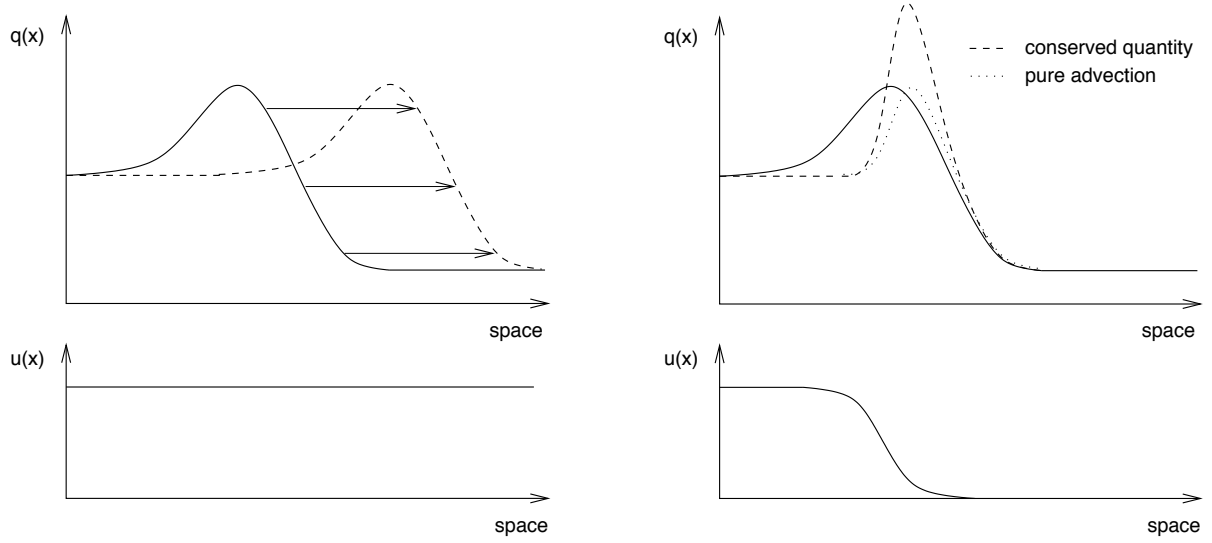 q(x)
space
u(x)
space
q(x)
conserved quantity
pure advection
space
u(x)
space